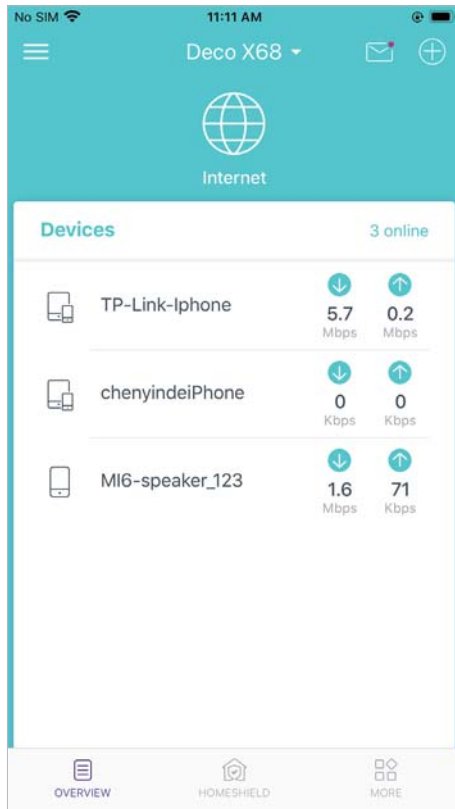 No SIM 11:11 AM
Deco X68
Internet
Devices 3 online
TP-Link-Iphone 5.7 0.2
Mbps Mbps
chenyindeiPhone 0 0
Kbps Kbps
MI6-speaker_123 1.6 71
Mbps Kbps
OVERVIEW HOMESHIELD MORE